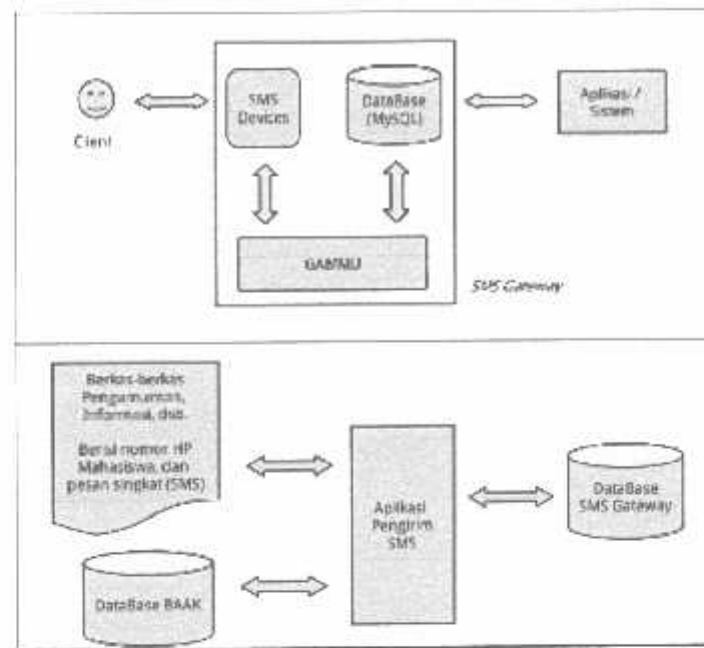 SMS
Devices
DataBase
(MySQL)
Aplikasi /
Sistem
Client
GAMMU
SMS Gateway
Berkas-berkas
Pengumuman,
Informasi, dsb.
Berisi nomor HP
Mahasiswa, dan
pesan singkat (SMS)
Aplikasi
Pengirim
SMS
DataBase
SMS Gateway
DataBase BAAK